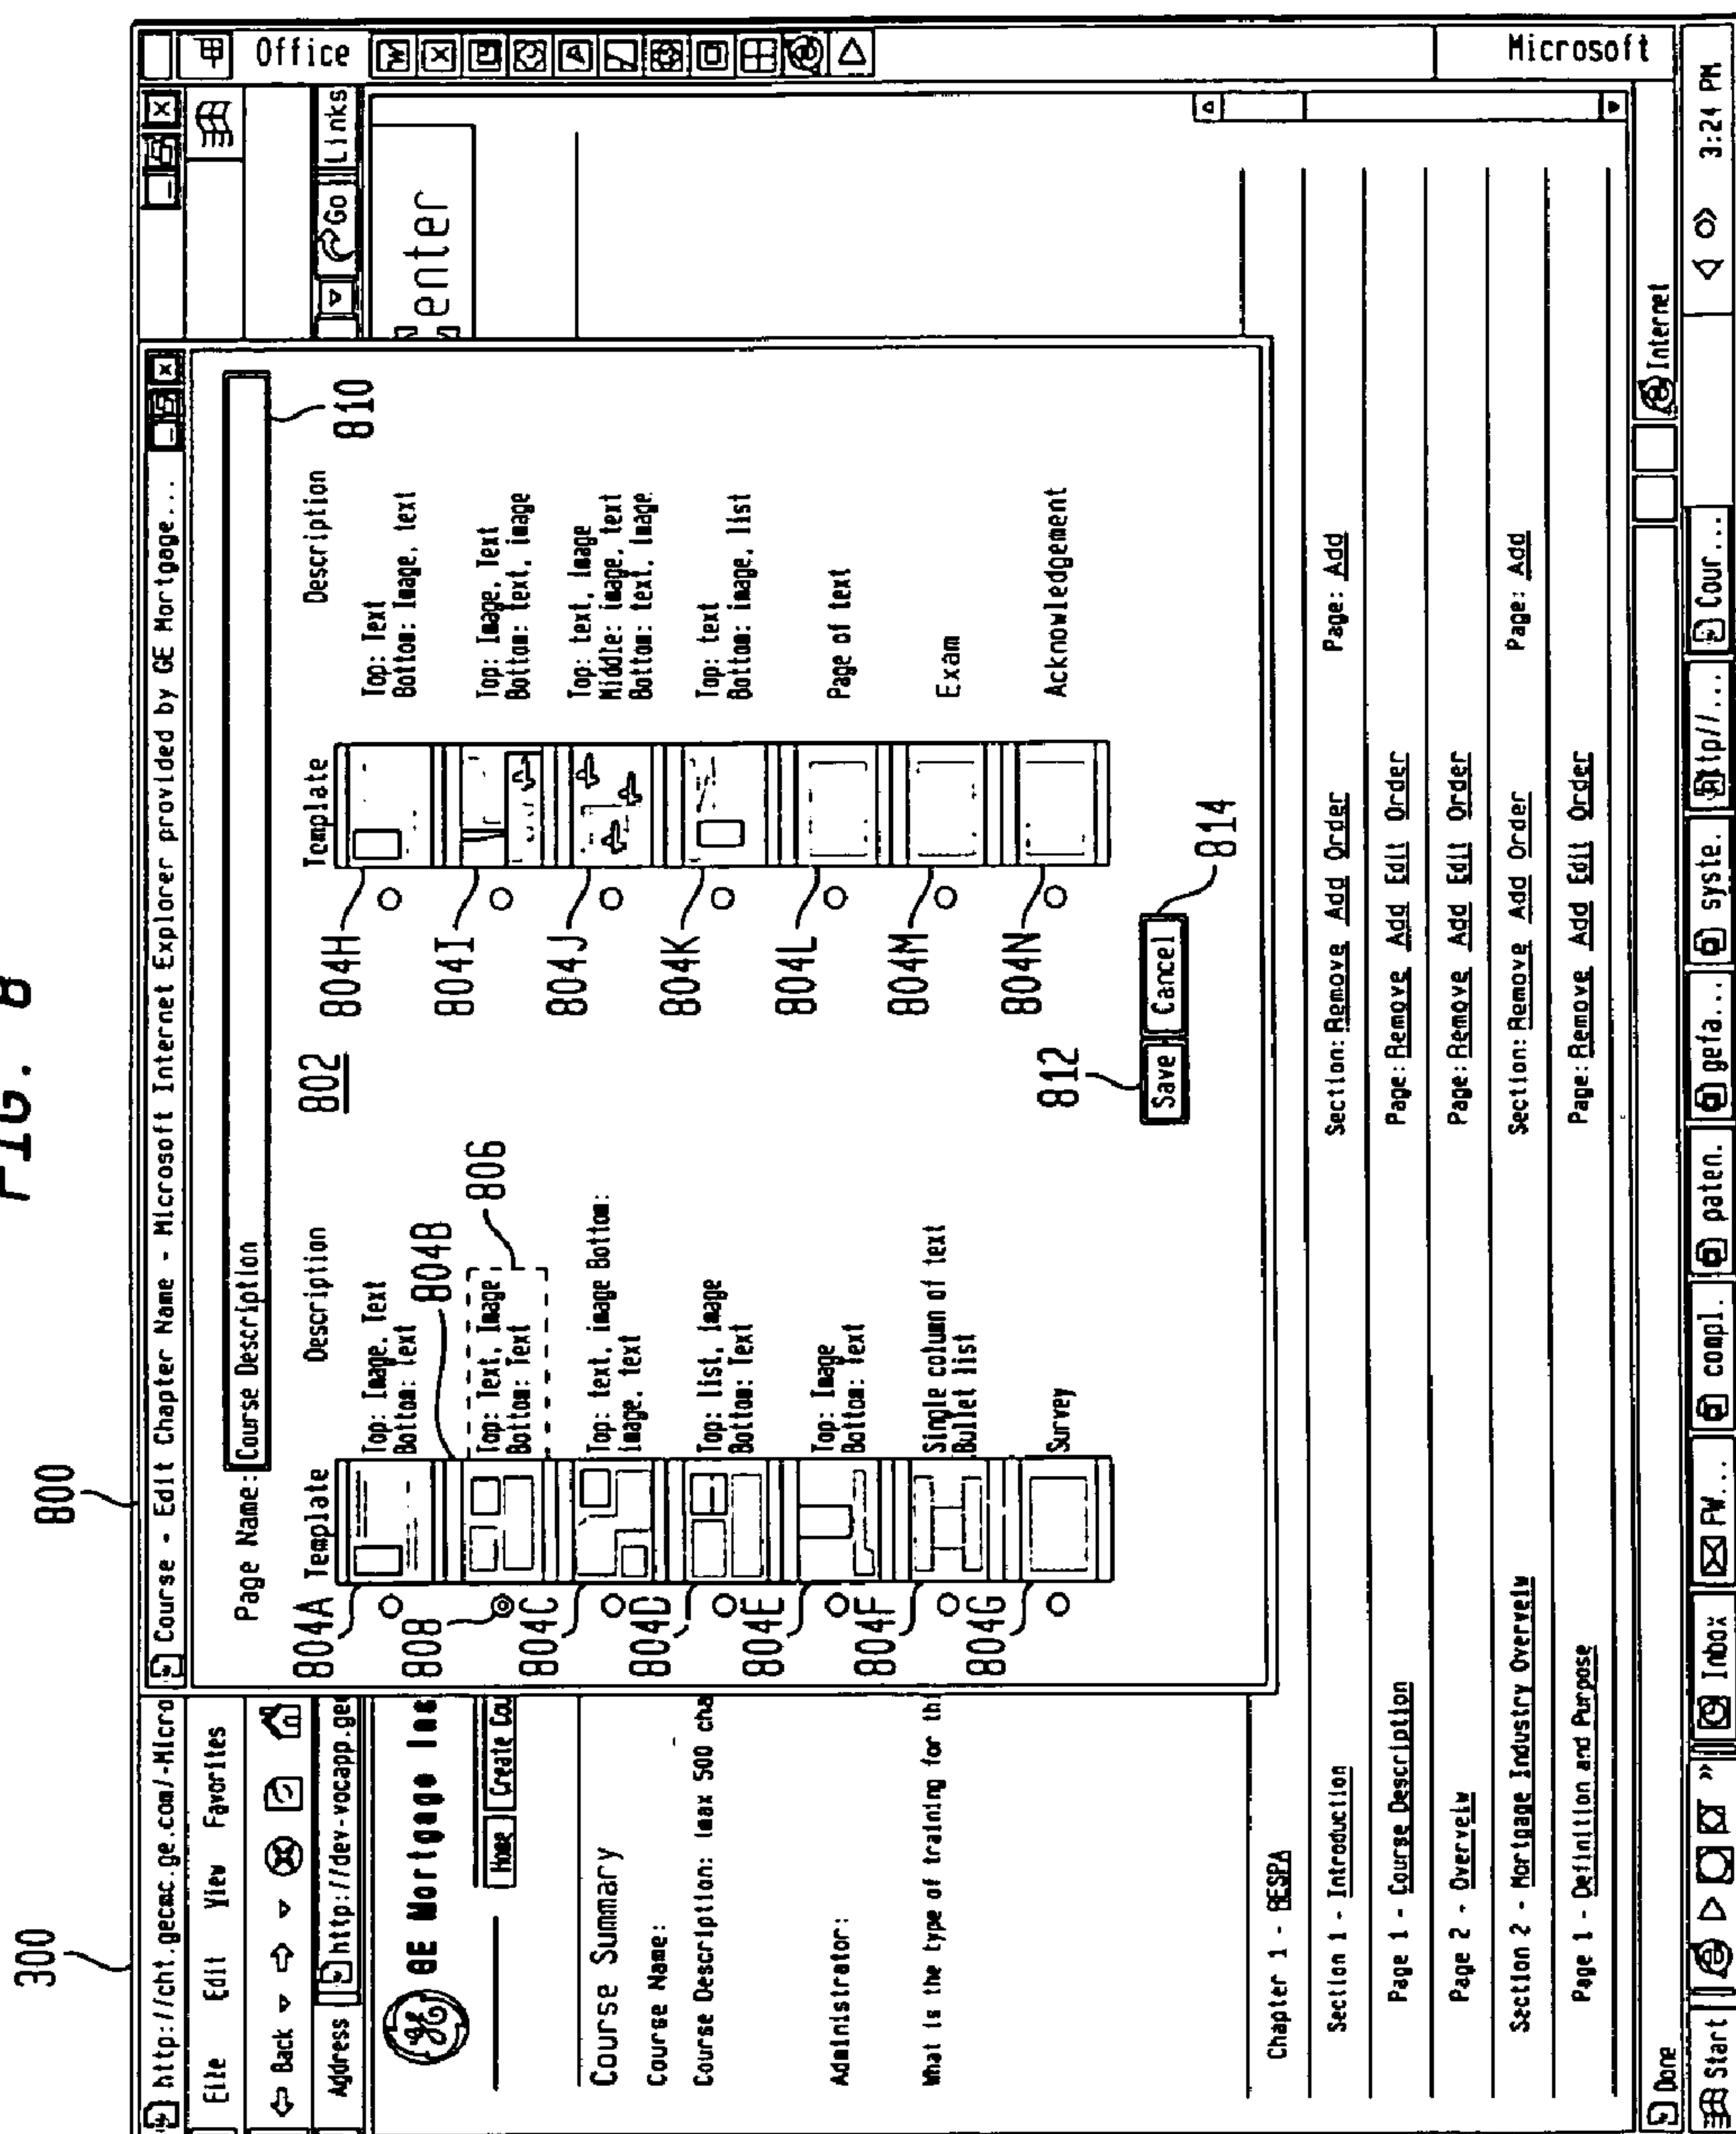 FIG. 8
300
800
http://cht.gecmc.ge.com/-Micro
Course - Edit Chapter Name - Microsoft Internet Explorer provided by GE Mortgage...
File Edit View Favorites
Back
Address http://dev-vocapp.ge
Go Links
Office
Microsoft
GE Mortgage Ins
enter
Home Create Cou
Course Summary
Course Name:
Course Description: (max 500 cha
Administrator:
What is the type of training for thi
Page Name: Course Description
810
Template Description
802
Template Description
804A
Top: Image, Text
Bottom: text
808
804B
Top: Text, Image
Bottom: Text
806
804C
Top: text, image Bottom:
image, text
804D
Top: list, image
Bottom: Text
804E
Top: Image
Bottom: Text
804F
Single column of text
Bullet list
804G
Survey
804H
Top: Text
Bottom: Image, text
804I
Top: Image, Text
Bottom: text, image
804J
Top: text, image
Middle: image, text
Bottom: text, image
804K
Top: text
Bottom: image, list
804L
Page of text
804M
Exam
804N
Acknowledgement
812
Save Cancel
814
Chapter 1 - BESPA
Section 1 - Introduction Section: Remove Add Order Page: Add
Page 1 - Course Description Page: Remove Add Edit Order
Page 2 - Overveiw Page: Remove Add Edit Order
Section 2 - Mortgage Industry Overveiw Section: Remove Add Order Page: Add
Page 1 - Definition and Purpose Page: Remove Add Edit Order
Done
Internet
Start » Inbox FW... compl. paten. gefa... syste. http//... Cour... 3:24 PM